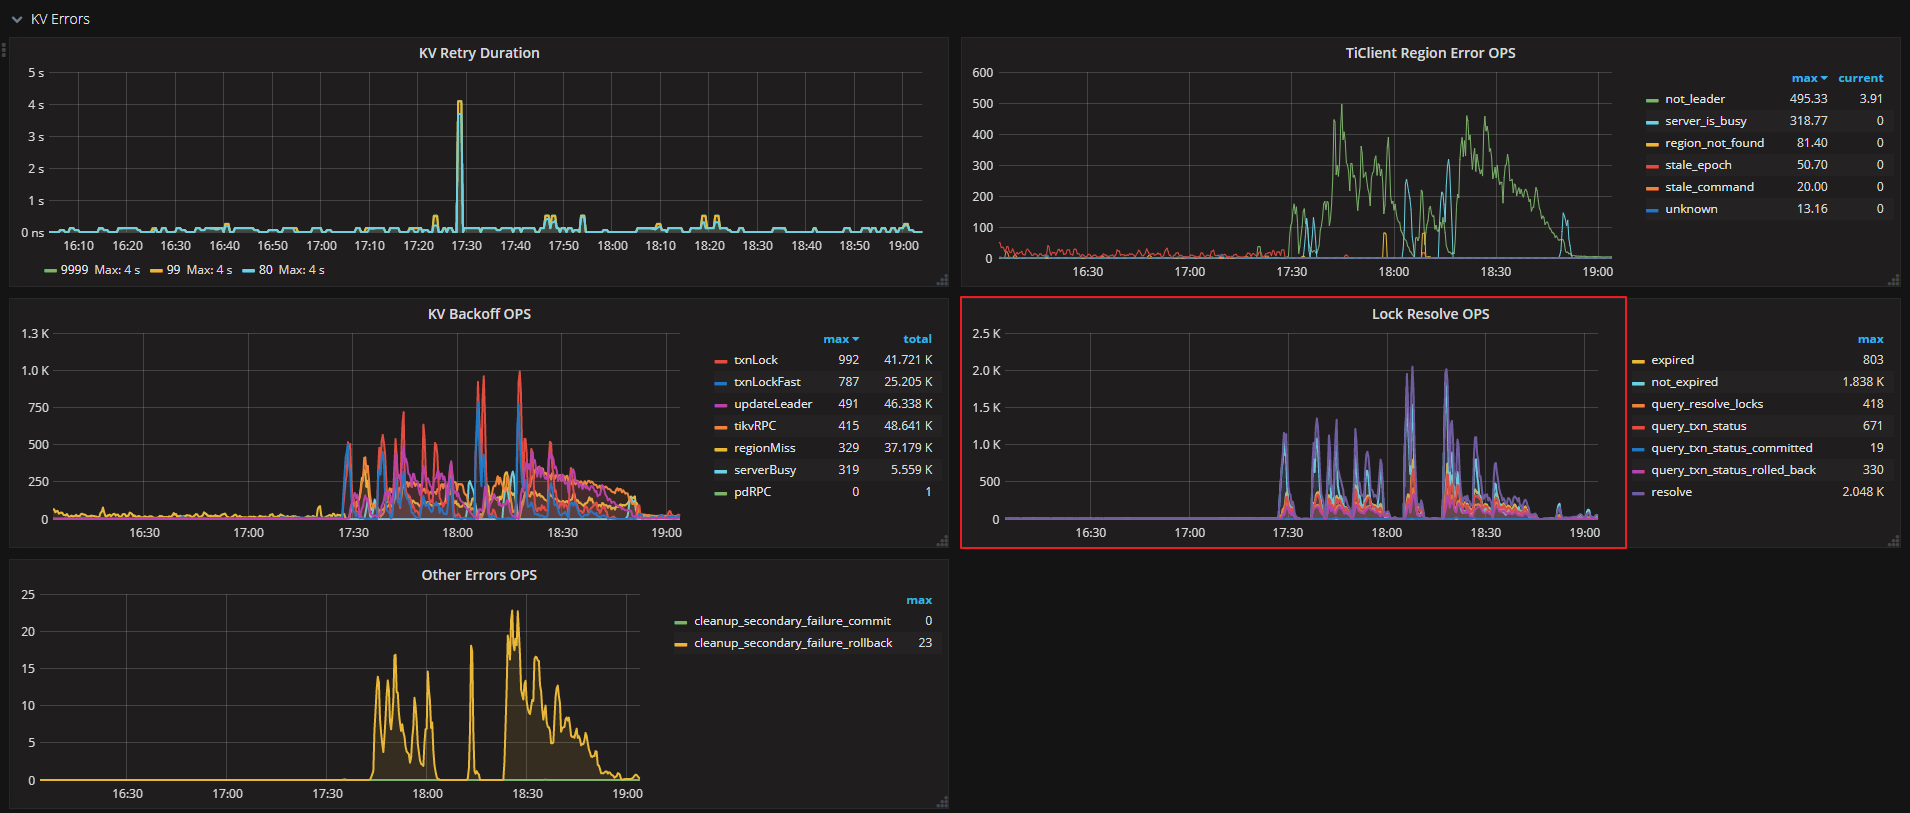 KV Errors
KV Retry Duration
5 s
4 s
3 s
2 s
1 s
0 ns
16:10 16:20 16:30 16:40 16:50 17:00 17:10 17:20 17:30 17:40 17:50 18:00 18:10 18:20 18:30 18:40 18:50 19:00
9999 Max: 4 s 99 Max: 4 s 80 Max: 4 s
TiClient Region Error OPS
600
500
400
300
200
100
0
16:30 17:00 17:30 18:00 18:30 19:00
max current
not_leader 495.33 3.91
server_is_busy 318.77 0
region_not_found 81.40 0
stale_epoch 50.70 0
stale_command 20.00 0
unknown 13.16 0
KV Backoff OPS
1.3 K
1.0 K
750
500
250
0
16:30 17:00 17:30 18:00 18:30 19:00
max total
txnLock 992 41.721 K
txnLockFast 787 25.205 K
updateLeader 491 46.338 K
tikvRPC 415 48.641 K
regionMiss 329 37.179 K
serverBusy 319 5.559 K
pdRPC 0 1
Lock Resolve OPS
2.5 K
2.0 K
1.5 K
1.0 K
500
0
16:30 17:00 17:30 18:00 18:30 19:00
max
expired 803
not_expired 1.838 K
query_resolve_locks 418
query_txn_status 671
query_txn_status_committed 19
query_txn_status_rolled_back 330
resolve 2.048 K
Other Errors OPS
25
20
15
10
5
0
16:30 17:00 17:30 18:00 18:30 19:00
max
cleanup_secondary_failure_commit 0
cleanup_secondary_failure_rollback 23